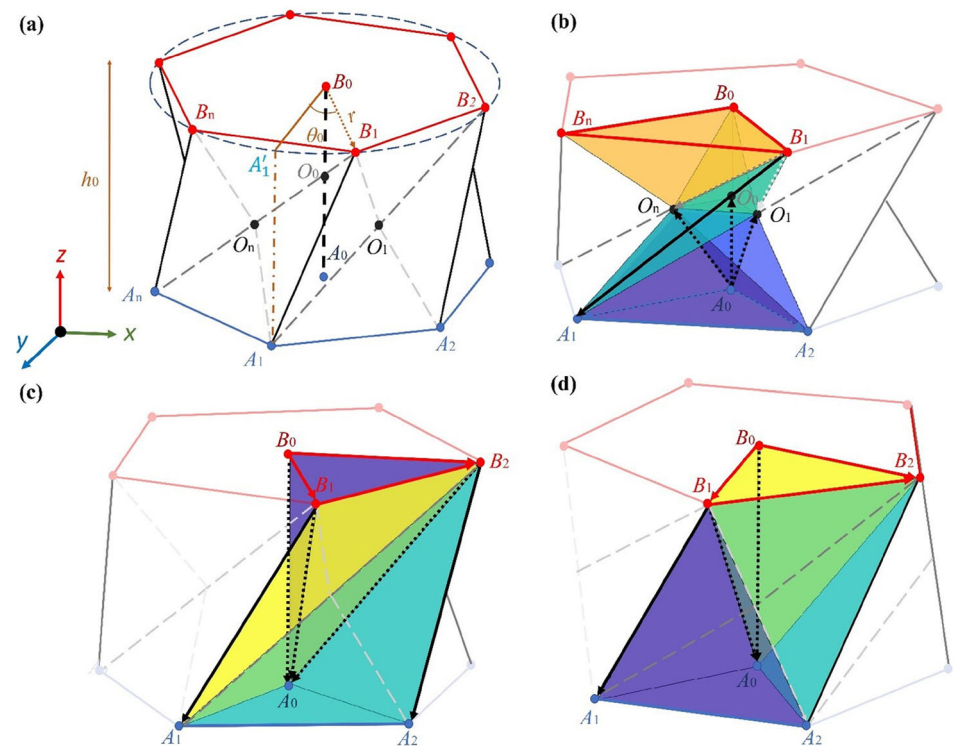 (a)
B₀
r
θ₀
Bₙ
B₁
B₂
A′₁
h₀
O₀
Oₙ
O₁
A₀
Aₙ
A₁
A₂
z
x
y
(b)
B₀
Bₙ
B₁
Oₙ
O₀
O₁
A₀
A₁
A₂
(c)
B₀
B₁
B₂
A₀
A₁
A₂
(d)
B₀
B₁
B₂
A₀
A₁
A₂